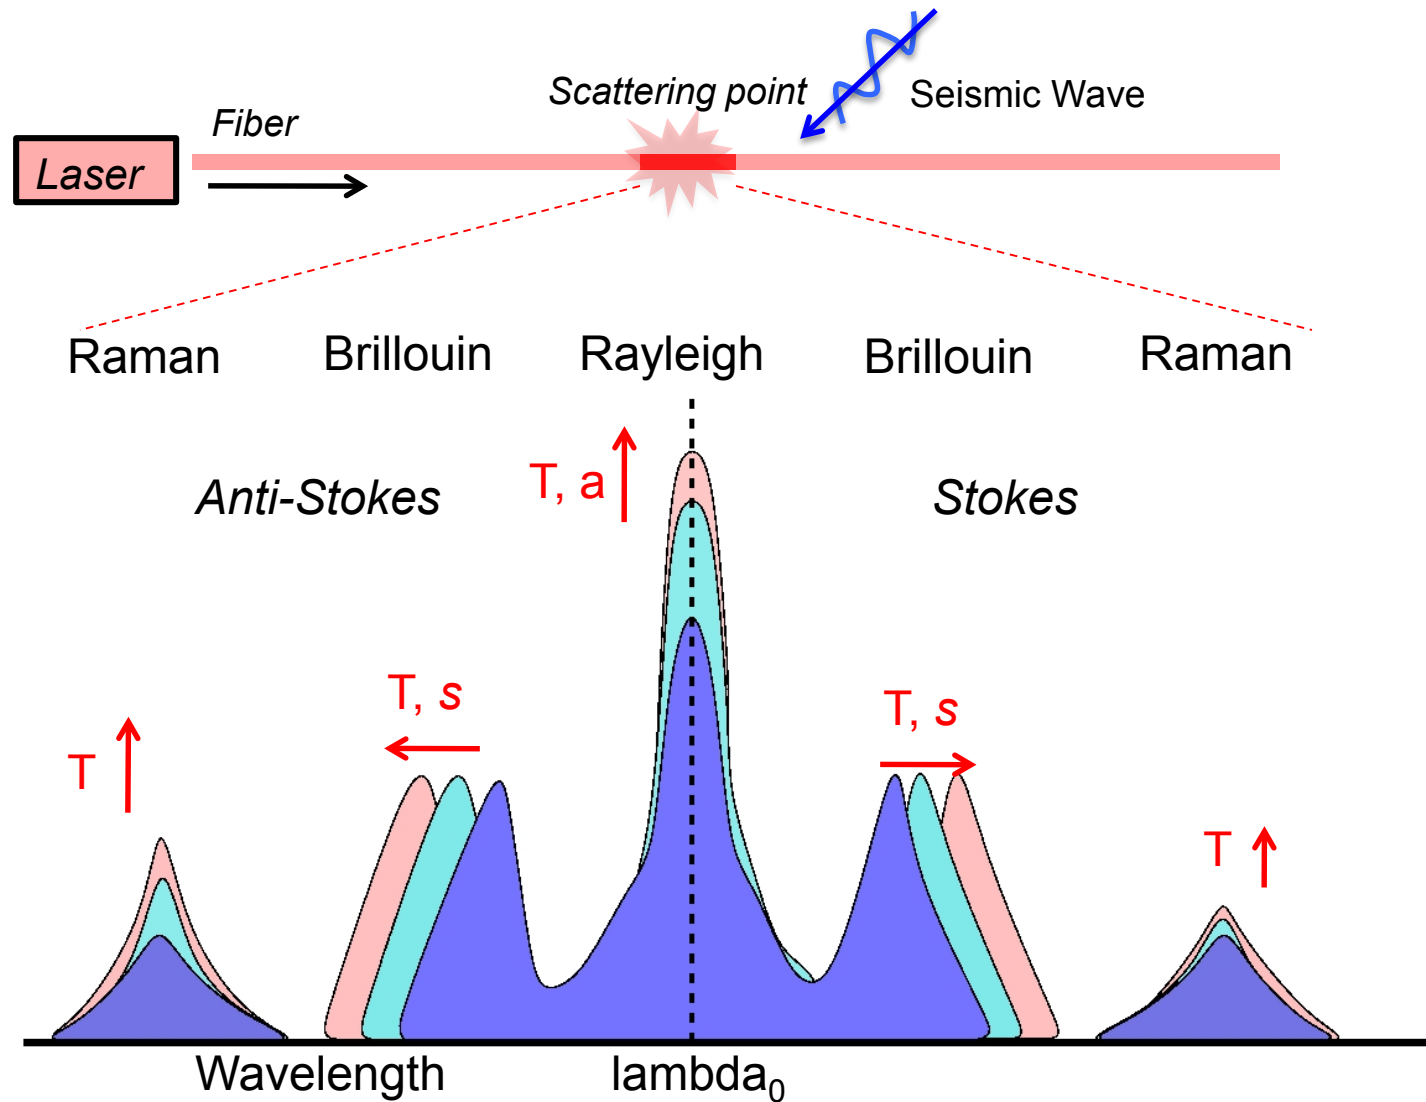 Scattering point
Seismic Wave
Fiber
Laser
Raman Brillouin Rayleigh Brillouin Raman
T, a
Anti-Stokes Stokes
T, s T, s
T
T
Wavelength lambda₀